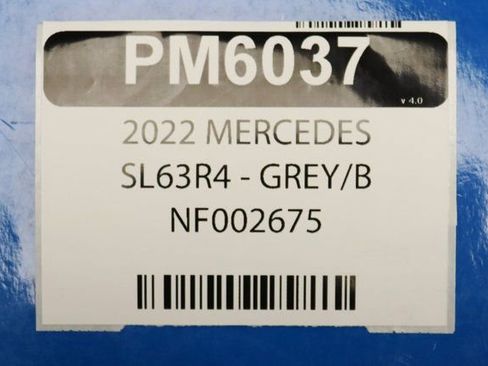 PM6037
v 4.0
2022 MERCEDES
SL63R4 - GREY/B
NF002675